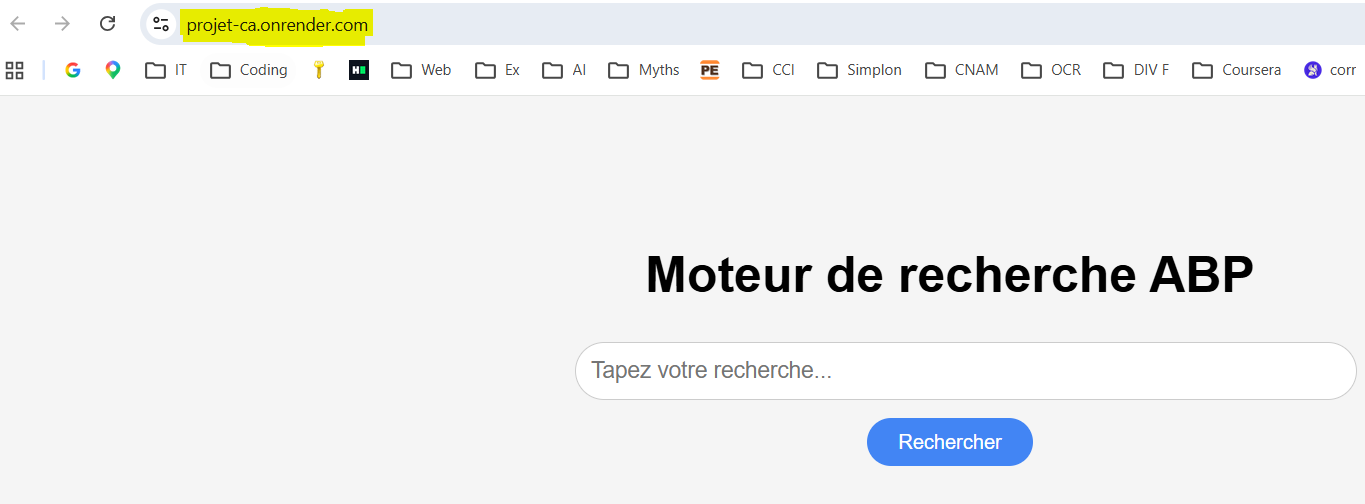 projet-ca.onrender.com
IT Coding Web Ex AI Myths PE CCI Simplon CNAM OCR DIV F Coursera corr
Moteur de recherche ABP
Tapez votre recherche...
Rechercher